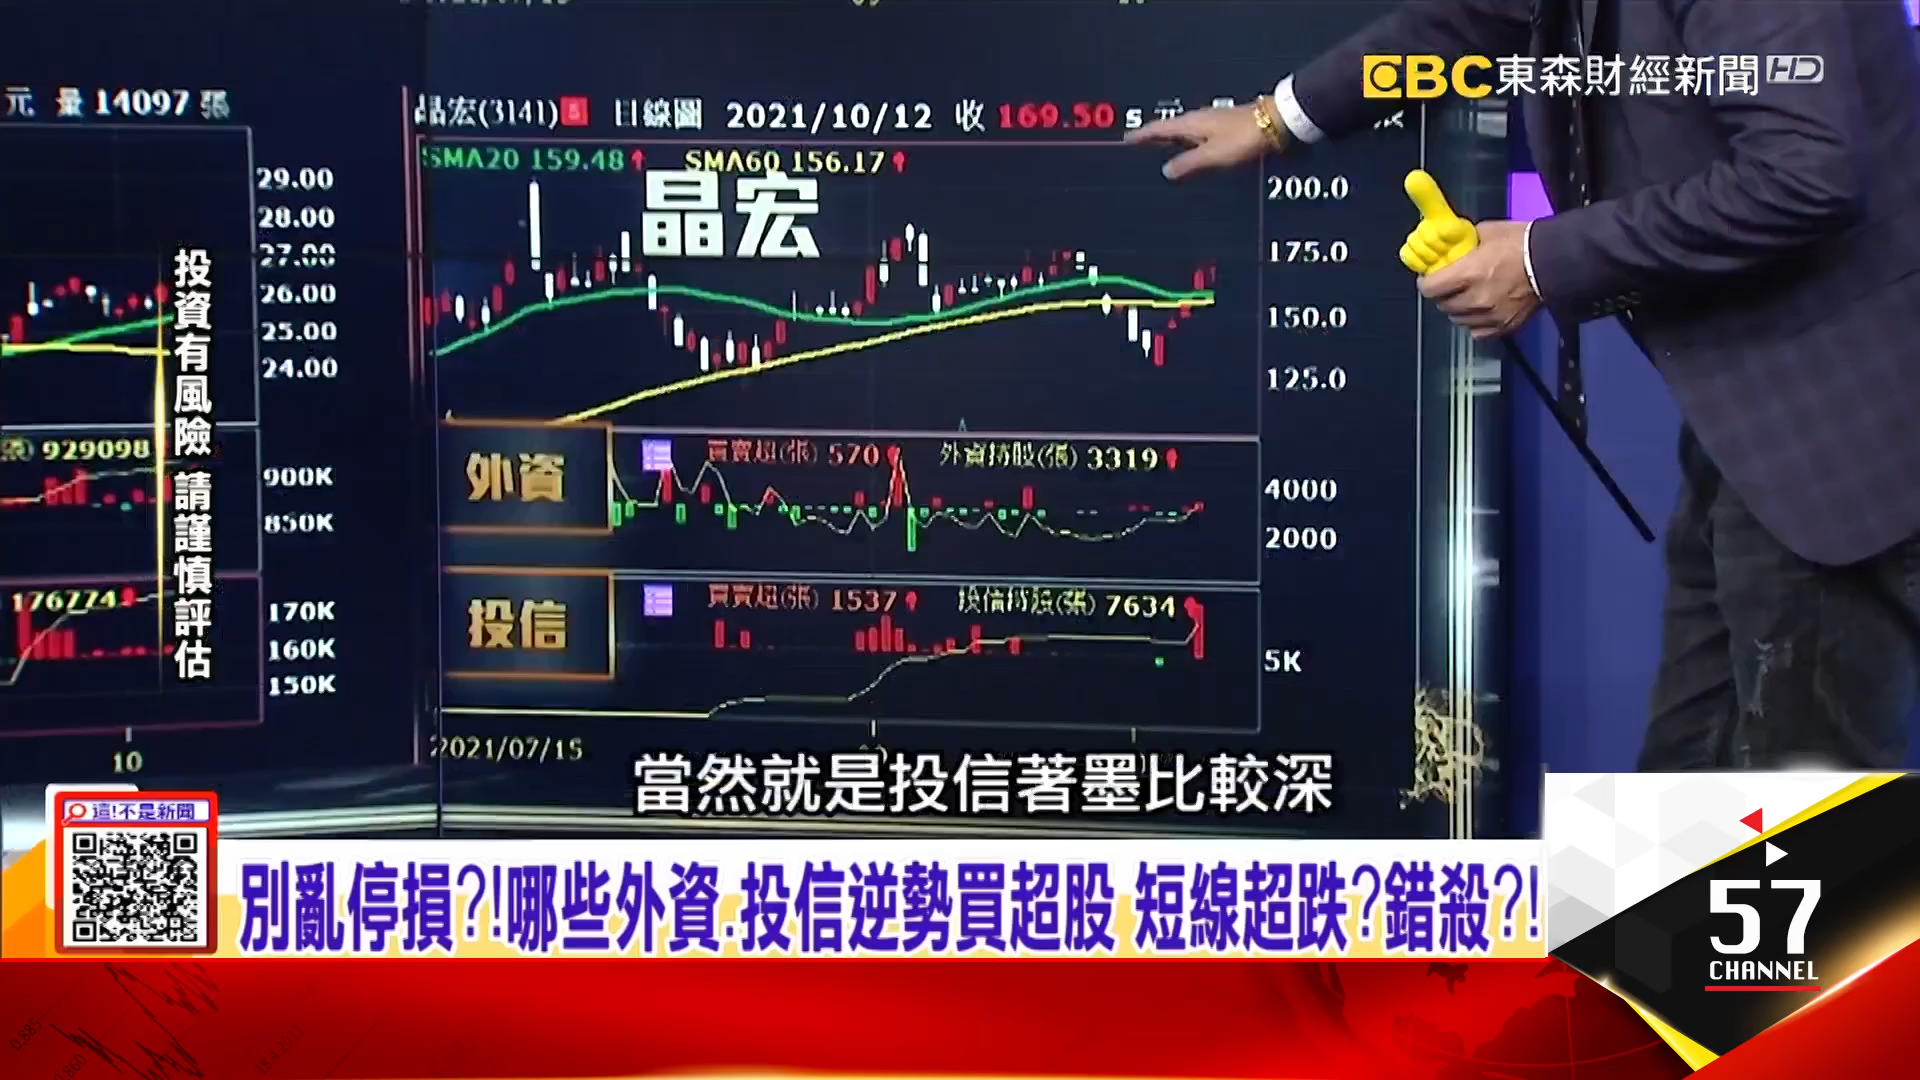 EBC東森財經新聞HD
元 量 14097 張
29.00
28.00
27.00
26.00
25.00
24.00
張) 929098
900K
850K
176774
170K
160K
150K
10
投資有風險 請謹慎評估
晶宏(3141) 日線圖 2021/10/12 收 169.50 s 元
SMA20 159.48 SMA60 156.17
晶宏
200.0
175.0
150.0
125.0
外資
買賣超(張) 570 外資持股(張) 3319
4000
2000
投信
買賣超(張) 1537 投信持股(張) 7634
5K
2021/07/15
當然就是投信著墨比較深
這!不是新聞
別亂停損?!哪些外資.投信逆勢買超股 短線超跌?錯殺?!
57
CHANNEL